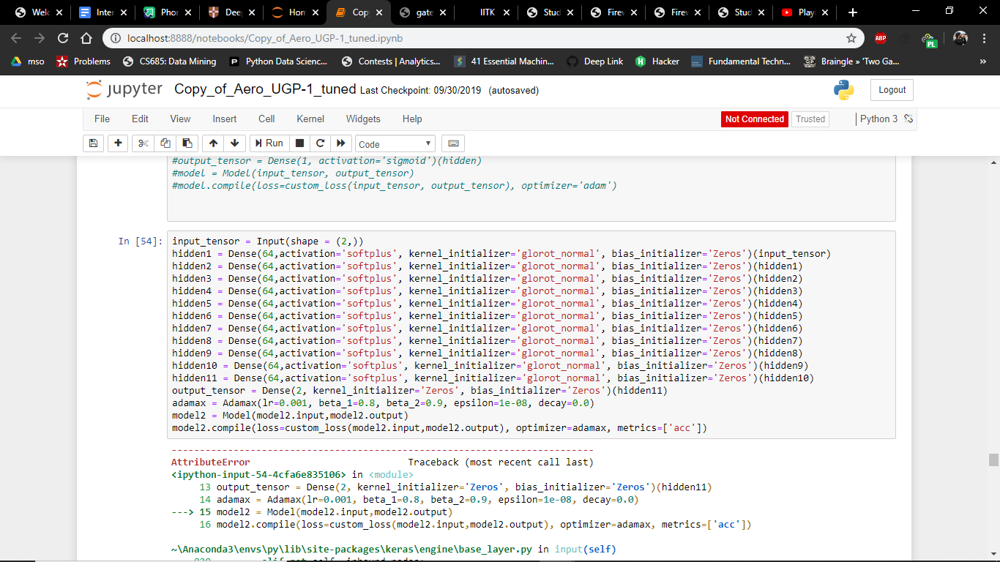 Welc
Inter
Phor
Dee
Hor
Cop
gate
IITK
Stud
Firev
Firev
Stud
Play
localhost:8888/notebooks/Copy_of_Aero_UGP-1_tuned.ipynb
ABP
PL
mso
Problems
CS685: Data Mining
Python Data Scienc...
Contests | Analytics...
41 Essential Machin...
Deep Link
Hacker
Fundamental Techn...
Braingle » 'Two Ga...
»
jupyter Copy_of_Aero_UGP-1_tuned Last Checkpoint: 09/30/2019 (autosaved)
Logout
File Edit View Insert Cell Kernel Widgets Help
Not Connected
Trusted
Python 3
Run
Code
#output_tensor = Dense(1, activation='sigmoid')(hidden)
#model = Model(input_tensor, output_tensor)
#model.compile(loss=custom_loss(input_tensor, output_tensor), optimizer='adam')
In [54]:
input_tensor = Input(shape = (2,))
hidden1 = Dense(64,activation='softplus', kernel_initializer='glorot_normal', bias_initializer='Zeros')(input_tensor)
hidden2 = Dense(64,activation='softplus', kernel_initializer='glorot_normal', bias_initializer='Zeros')(hidden1)
hidden3 = Dense(64,activation='softplus', kernel_initializer='glorot_normal', bias_initializer='Zeros')(hidden2)
hidden4 = Dense(64,activation='softplus', kernel_initializer='glorot_normal', bias_initializer='Zeros')(hidden3)
hidden5 = Dense(64,activation='softplus', kernel_initializer='glorot_normal', bias_initializer='Zeros')(hidden4)
hidden6 = Dense(64,activation='softplus', kernel_initializer='glorot_normal', bias_initializer='Zeros')(hidden5)
hidden7 = Dense(64,activation='softplus', kernel_initializer='glorot_normal', bias_initializer='Zeros')(hidden6)
hidden8 = Dense(64,activation='softplus', kernel_initializer='glorot_normal', bias_initializer='Zeros')(hidden7)
hidden9 = Dense(64,activation='softplus', kernel_initializer='glorot_normal', bias_initializer='Zeros')(hidden8)
hidden10 = Dense(64,activation='softplus', kernel_initializer='glorot_normal', bias_initializer='Zeros')(hidden9)
hidden11 = Dense(64,activation='softplus', kernel_initializer='glorot_normal', bias_initializer='Zeros')(hidden10)
output_tensor = Dense(2, kernel_initializer='Zeros', bias_initializer='Zeros')(hidden11)
adamax = Adamax(lr=0.001, beta_1=0.8, beta_2=0.9, epsilon=1e-08, decay=0.0)
model2 = Model(model2.input,model2.output)
model2.compile(loss=custom_loss(model2.input,model2.output), optimizer=adamax, metrics=['acc'])
---------------------------------------------------------------------------
AttributeError Traceback (most recent call last)
<ipython-input-54-4cfa6e835106> in <module>
13 output_tensor = Dense(2, kernel_initializer='Zeros', bias_initializer='Zeros')(hidden11)
14 adamax = Adamax(lr=0.001, beta_1=0.8, beta_2=0.9, epsilon=1e-08, decay=0.0)
---> 15 model2 = Model(model2.input,model2.output)
16 model2.compile(loss=custom_loss(model2.input,model2.output), optimizer=adamax, metrics=['acc'])
~\Anaconda3\envs\py\lib\site-packages\keras\engine\base_layer.py in input(self)